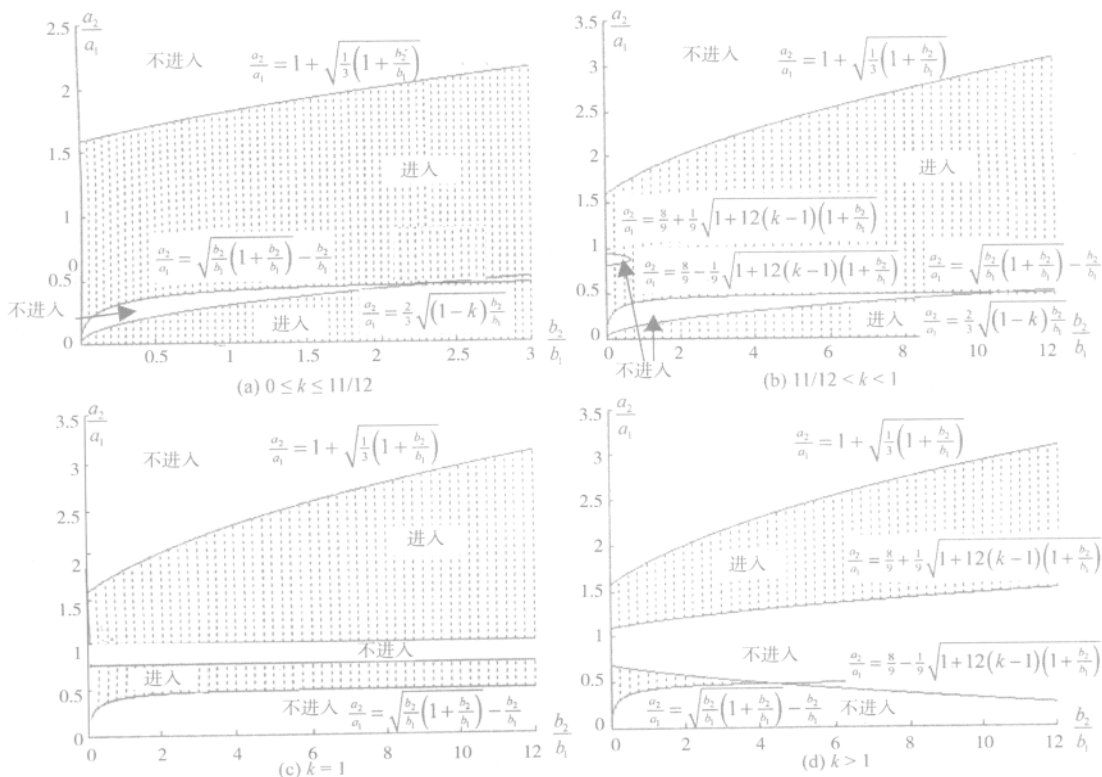 a₂/a₁
不进入
a₂/a₁ = 1 + √(1/3(1 + b₂/b₁))
2.5
2
1.5
1
0.5
0
进入
a₂/a₁ = √(b₂/b₁(1 + b₂/b₁)) − b₂/b₁
不进入
进入
a₂/a₁ = 2/3√((1−k)b₂/b₁)
0.5 1 1.5 2 2.5 3
b₂/b₁
(a) 0 ≤ k ≤ 11/12
a₂/a₁
不进入
a₂/a₁ = 1 + √(1/3(1 + b₂/b₁))
3.5
3
2.5
2
1.5
1
0.5
0
进入
a₂/a₁ = 8/9 + 1/9√(1+12(k−1)(1+b₂/b₁))
a₂/a₁ = 8/9 − 1/9√(1+12(k−1)(1+b₂/b₁))
a₂/a₁ = √(b₂/b₁(1 + b₂/b₁)) − b₂/b₁
进入
a₂/a₁ = 2/3√((1−k)b₂/b₁)
0 2 4 6 8 10 12
b₂/b₁
不进入
(b) 11/12 < k < 1
a₂/a₁
不进入
a₂/a₁ = 1 + √(1/3(1 + b₂/b₁))
3.5
3
2.5
2
1.5
1
0.5
0
进入
不进入
进入
不进入
a₂/a₁ = √(b₂/b₁(1 + b₂/b₁)) − b₂/b₁
0 2 4 6 8 10 12
b₂/b₁
(c) k = 1
a₂/a₁
不进入
a₂/a₁ = 1 + √(1/3(1 + b₂/b₁))
3.5
3
2.5
2
1.5
1
0.5
0
进入
a₂/a₁ = 8/9 + 1/9√(1+12(k−1)(1+b₂/b₁))
不进入
a₂/a₁ = 8/9 − 1/9√(1+12(k−1)(1+b₂/b₁))
a₂/a₁ = √(b₂/b₁(1 + b₂/b₁)) − b₂/b₁
不进入
0 2 4 6 8 10 12
b₂/b₁
(d) k > 1